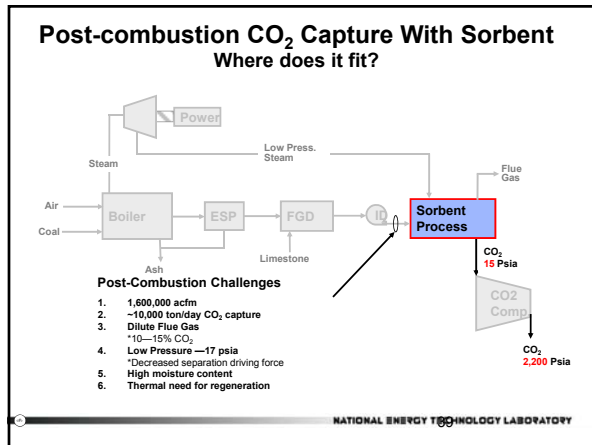 Post-combustion CO₂ Capture With Sorbent
Where does it fit?
Power
Low Press.
Steam
Steam
Flue
Gas
Air
Boiler
ESP
FGD
ID
Sorbent
Process
Coal
Limestone
Ash
CO₂
15 Psia
CO2
Comp
CO₂
2,200 Psia
Post-Combustion Challenges
1. 1,600,000 acfm
2. ~10,000 ton/day CO₂ capture
3. Dilute Flue Gas
*10—15% CO₂
4. Low Pressure —17 psia
*Decreased separation driving force
5. High moisture content
6. Thermal need for regeneration
NATIONAL ENERGY TECHNOLOGY LABORATORY
69